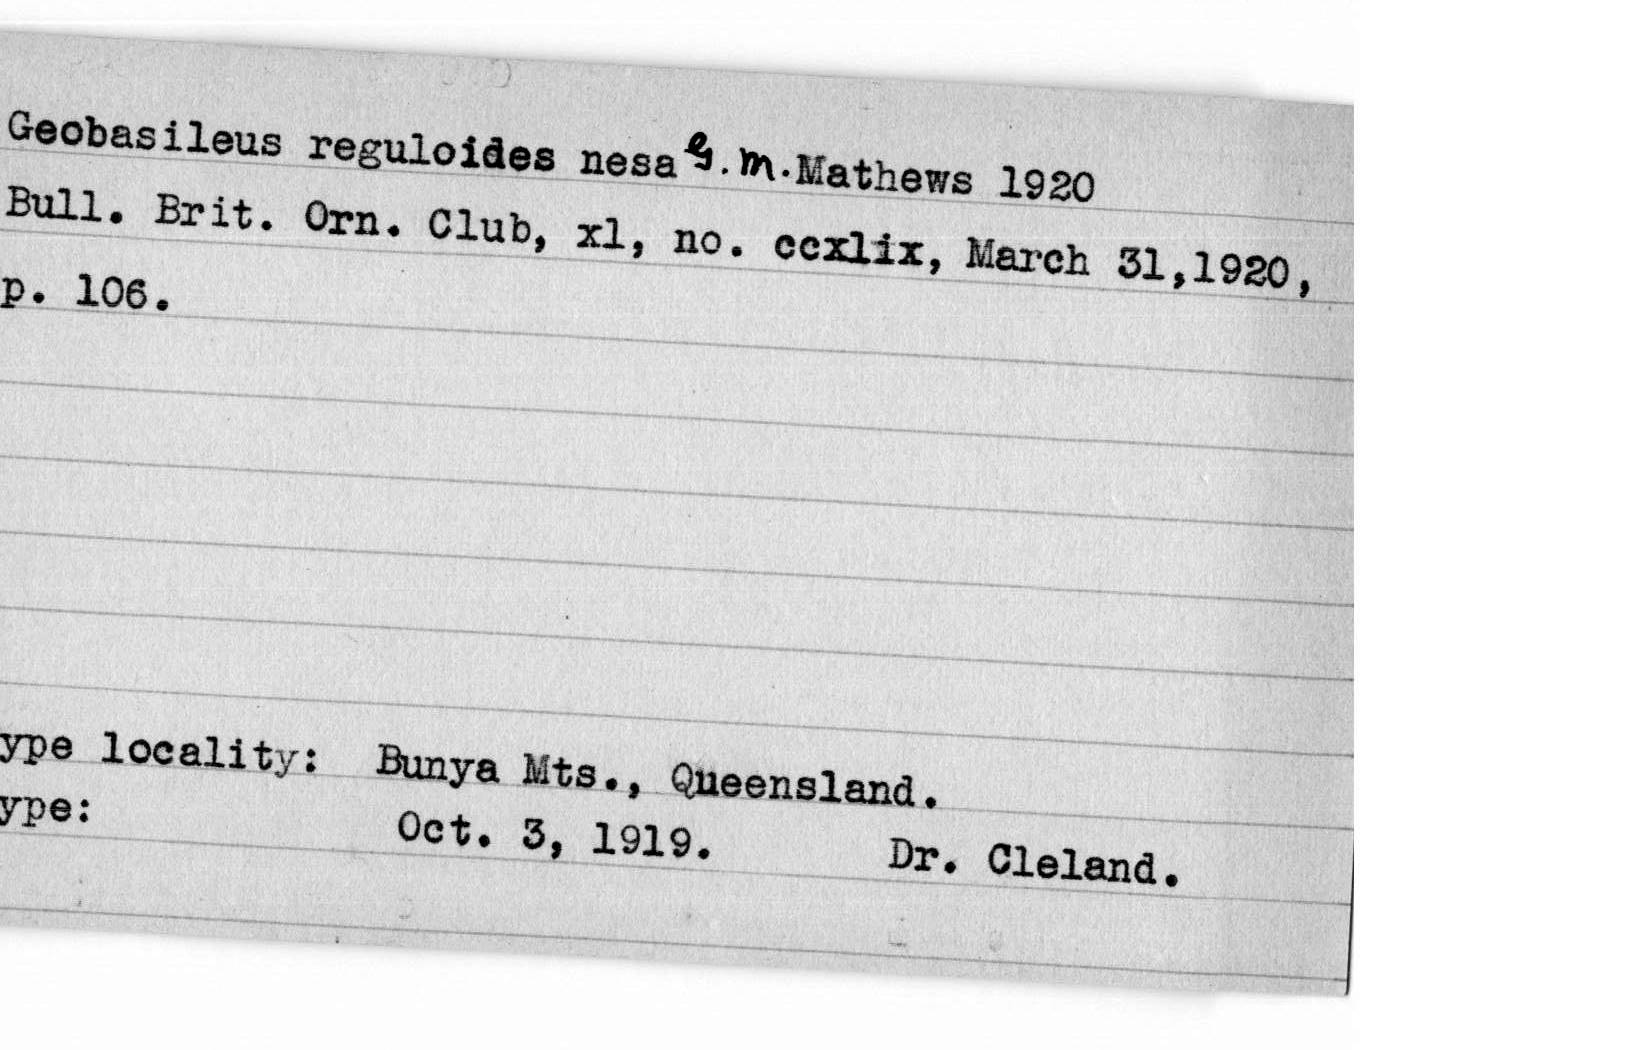 Geobasileus reguloides nesa G.M.Mathews 1920
Bull. Brit. Orn. Club, xl, no. ccxlix, March 31,1920,
p. 106.
ype locality: Bunya Mts., Queensland.
ype: Oct. 3, 1919. Dr. Cleland.